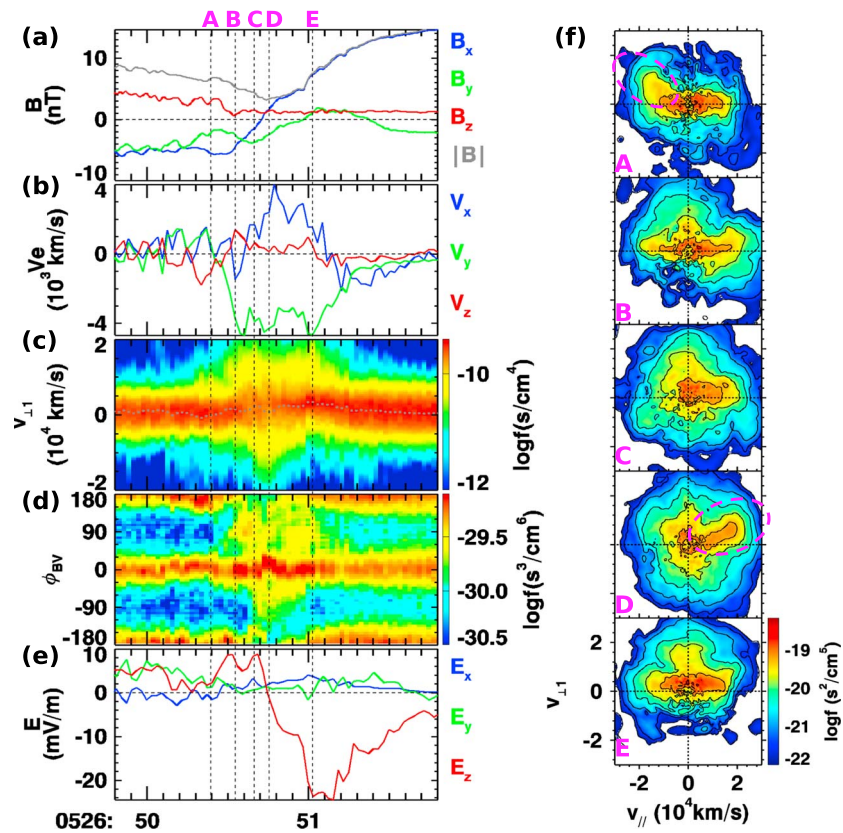 A B C D E
(a)
10
0
-10
B (nT)
B_x
B_y
B_z
|B|
(b)
4
0
-4
Ve (10^3 km/s)
V_x
V_y
V_z
(c)
2
0
-2
v_⊥1 (10^4 km/s)
-10
-12
logf(s/cm^4)
(d)
180
90
0
-90
-180
ϕ_BV
-29.5
-30.0
-30.5
logf(s^3/cm^6)
(e)
10
0
-10
-20
E (mV/m)
E_x
E_y
E_z
0526: 50 51
(f)
A
B
C
D
E
2
0
-2
v_⊥1
-2 0 2
v_// (10^4km/s)
-19
-20
-21
-22
logf (s^2/cm^5)